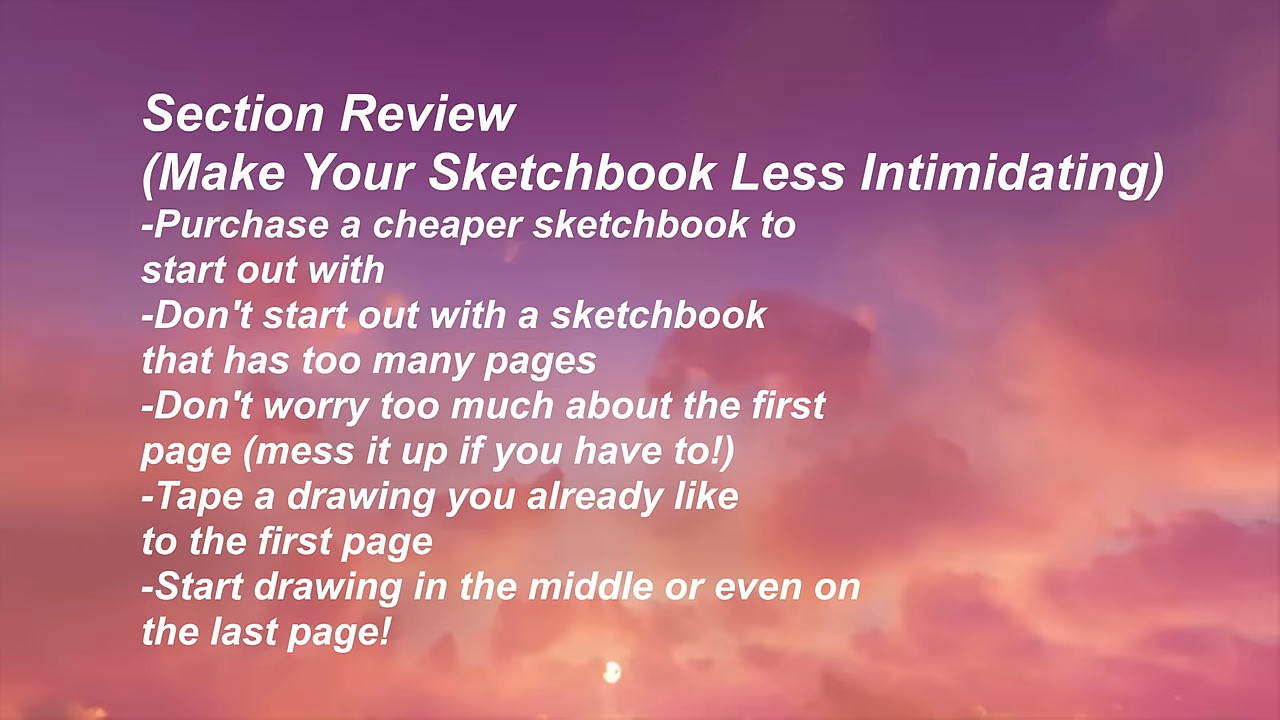 Section Review
(Make Your Sketchbook Less Intimidating)
-Purchase a cheaper sketchbook to
start out with
-Don't start out with a sketchbook
that has too many pages
-Don't worry too much about the first
page (mess it up if you have to!)
-Tape a drawing you already like
to the first page
-Start drawing in the middle or even on
the last page!